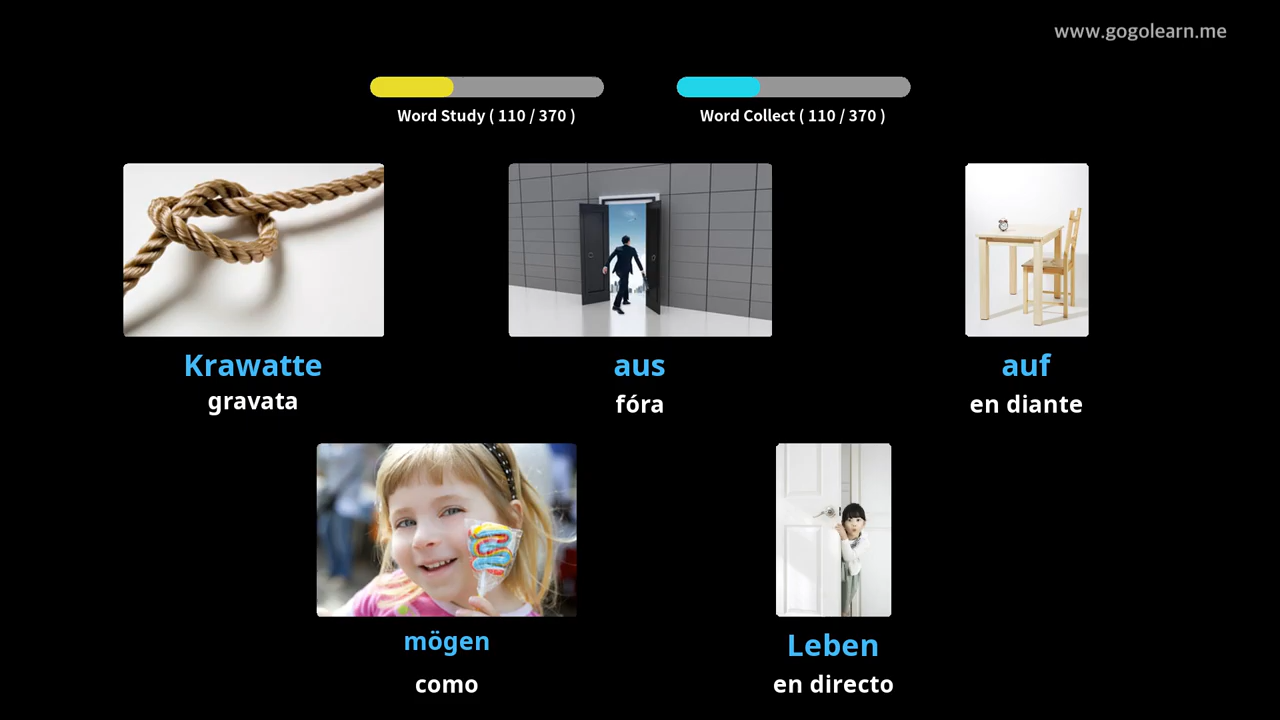 www.gogolearn.me
Word Study ( 110 / 370 )
Word Collect ( 110 / 370 )
Krawatte
gravata
aus
fóra
auf
en diante
mögen
como
Leben
en directo